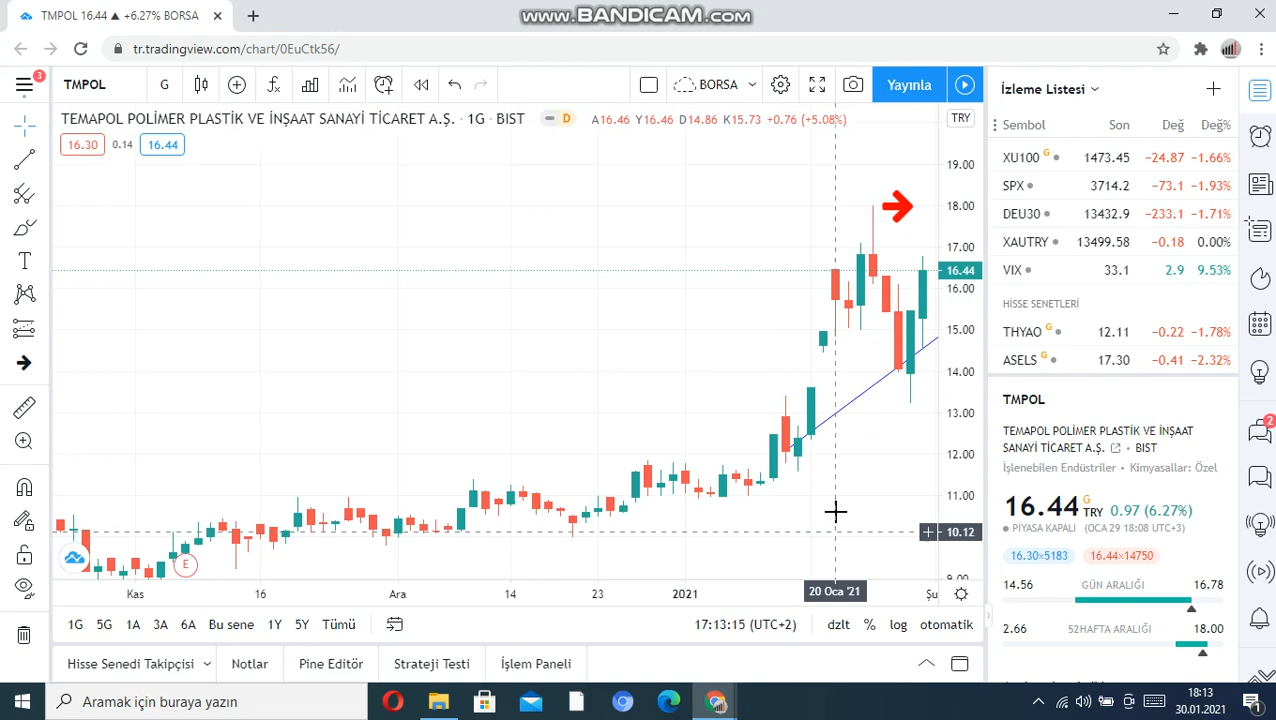 www.BANDICAM.com
TMPOL 16.44 ▲ +6.27% BORSA
tr.tradingview.com/chart/0EuCtk56/
3
TMPOL
G
BORSA
Yayınla
TEMAPOL POLİMER PLASTİK VE İNŞAAT SANAYİ TİCARET A.Ş. · 1G · BIST
D
A16.46 Y16.46 D14.86 K15.73 +0.76 (+5.08%)
TRY
16.30 0.14 16.44
19.00
18.00
17.00
16.44
16.00
15.00
14.00
13.00
12.00
11.00
10.12
9.00
E
Kas 16 Ara 14 23 2021 20 Oca '21 Şu
1G 5G 1A 3A 6A Bu sene 1Y 5Y Tümü
17:13:15 (UTC+2) dzlt % log otomatik
Hisse Senedi Takipçisi Notlar Pine Editör Strateji Testi İşlem Paneli
İzleme Listesi
Sembol Son Değ Değ%
XU100 G 1473.45 −24.87 −1.66%
SPX 3714.2 −73.1 −1.93%
DEU30 13432.9 −233.1 −1.71%
XAUTRY 13499.58 −0.18 0.00%
VIX 33.1 2.9 9.53%
HİSSE SENETLERİ
THYAO G 12.11 −0.22 −1.78%
ASELS G 17.30 −0.41 −2.32%
TMPOL
TEMAPOL POLİMER PLASTİK VE İNŞAAT
SANAYİ TİCARET A.Ş. • BIST
İşlenebilen Endüstriler • Kimyasallar: Özel
16.44 G TRY 0.97 (6.27%)
PİYASA KAPALI (OCA 29 18:08 UTC+3)
16.30×5183 16.44×14750
14.56 GÜN ARALIĞI 16.78
2.66 52HAFTA ARALIĞI 18.00
2
Aramak için buraya yazın
18:13
30.01.2021
1